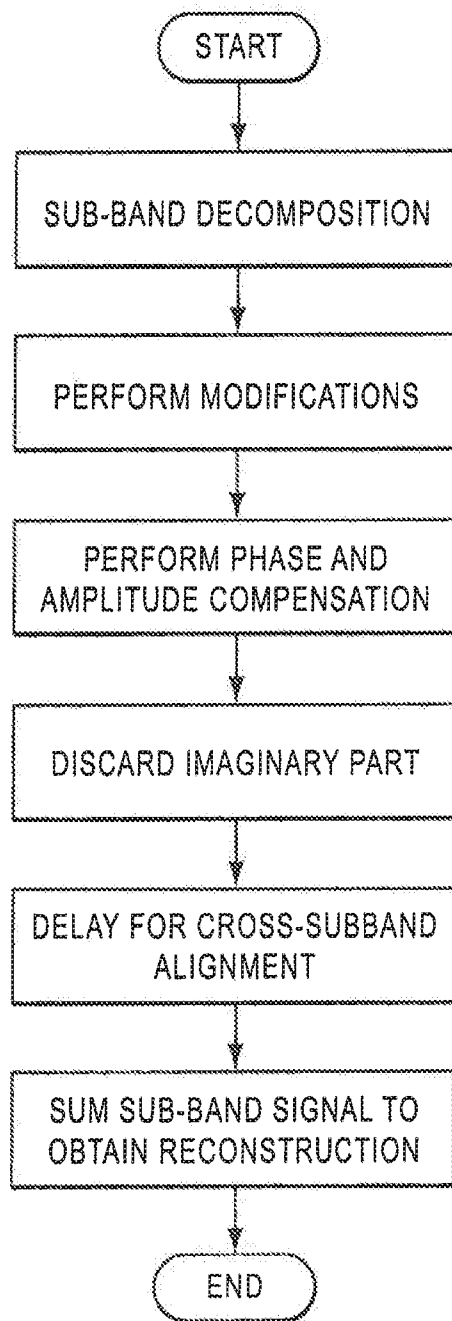 START
SUB-BAND DECOMPOSITION
PERFORM MODIFICATIONS
PERFORM PHASE AND
AMPLITUDE COMPENSATION
DISCARD IMAGINARY PART
DELAY FOR CROSS-SUBBAND
ALIGNMENT
SUM SUB-BAND SIGNAL TO
OBTAIN RECONSTRUCTION
END